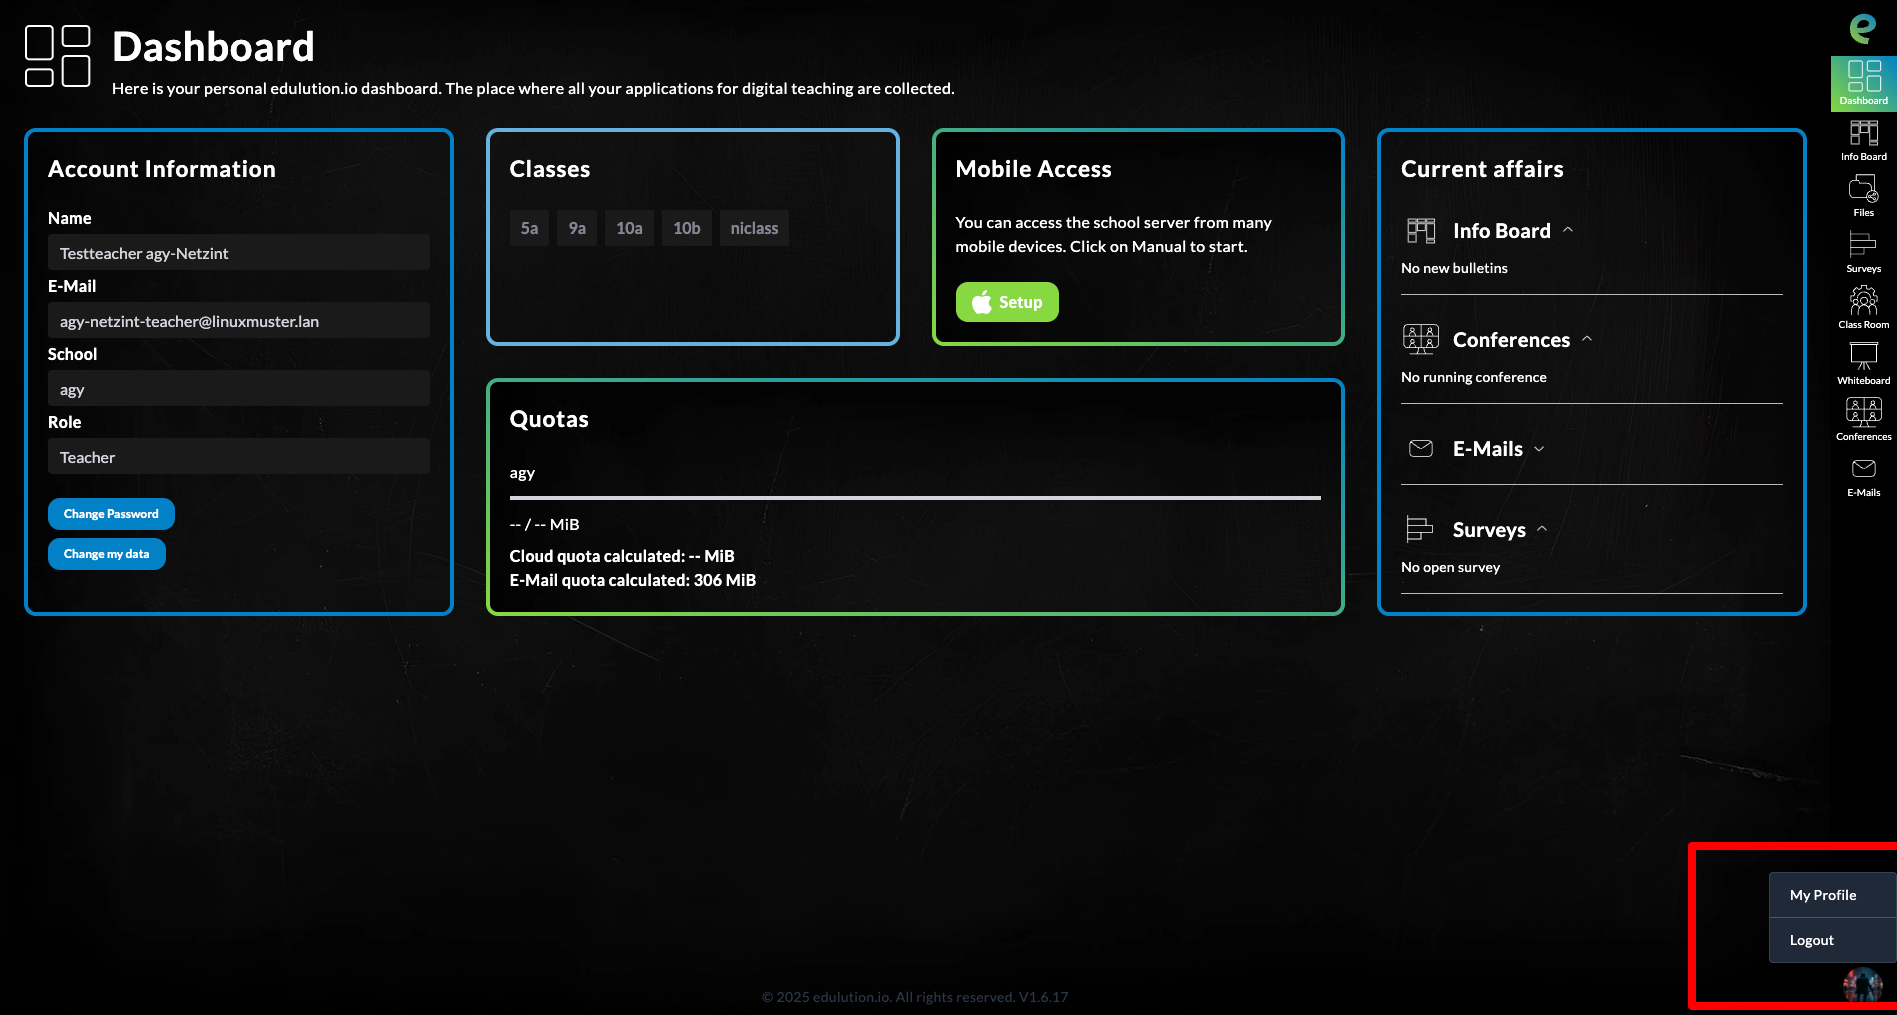 Dashboard
Here is your personal edulution.io dashboard. The place where all your applications for digital teaching are collected.
Account Information
Name
Testteacher agy-Netzint
E-Mail
agy-netzint-teacher@linuxmuster.lan
School
agy
Role
Teacher
Change Password
Change my data
Classes
5a 9a 10a 10b niclass
Mobile Access
You can access the school server from many
mobile devices. Click on Manual to start.
Setup
Quotas
agy
-- / -- MiB
Cloud quota calculated: -- MiB
E-Mail quota calculated: 306 MiB
Current affairs
Info Board
No new bulletins
Conferences
No running conference
E-Mails
Surveys
No open survey
Dashboard
Info Board
Files
Surveys
Class Room
Whiteboard
Conferences
E-Mails
My Profile
Logout
© 2025 edulution.io. All rights reserved. V1.6.17